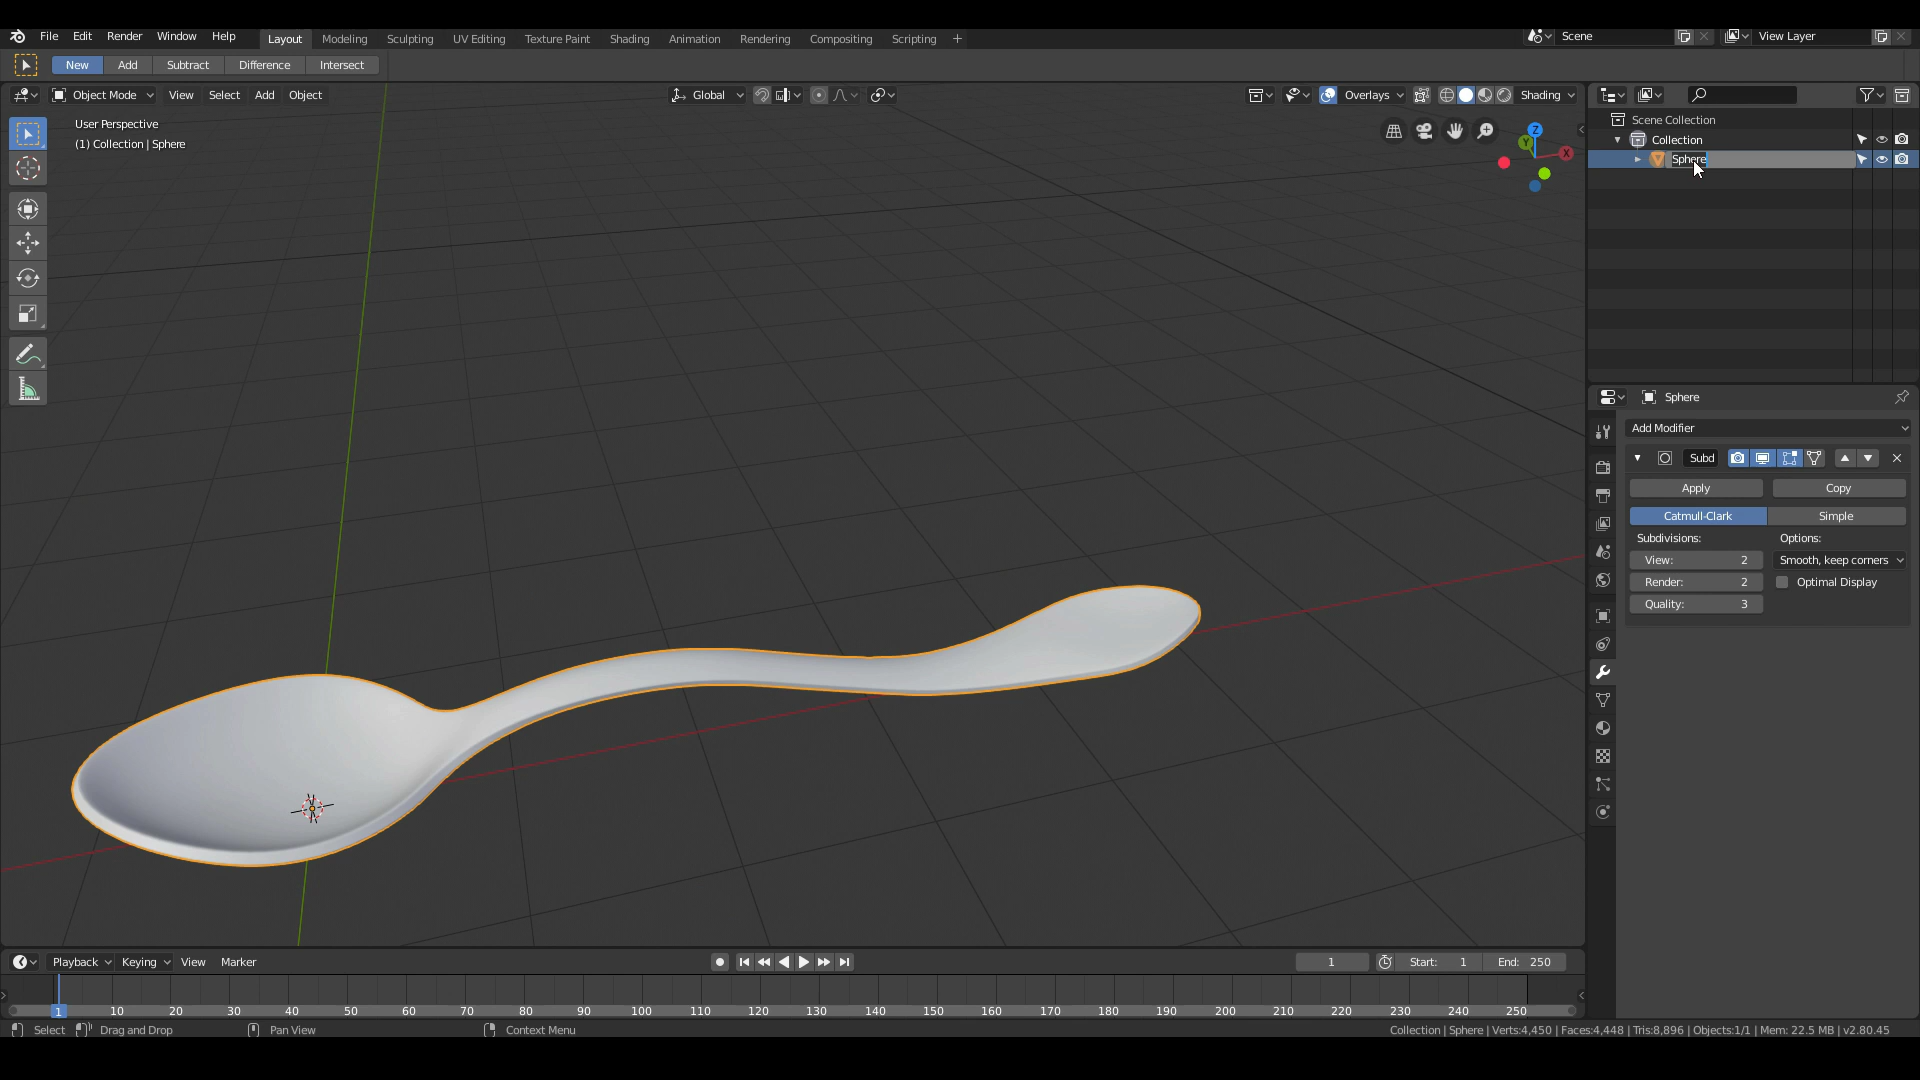 File Edit Render Window Help Layout Modeling Sculpting UV Editing Texture Paint Shading Animation Rendering Compositing Scripting + Scene View Layer
New Add Subtract Difference Intersect
Object Mode View Select Add Object Global Overlays Shading
User Perspective
(1) Collection | Sphere
Z
Y
X
Scene Collection
Collection
Sphere
Sphere
Add Modifier
Subd
Apply Copy
Catmull-Clark Simple
Subdivisions: Options:
View: 2 Smooth, keep corners
Render: 2 Optimal Display
Quality: 3
Playback Keying View Marker 1 Start: 1 End: 250
1 10 20 30 40 50 60 70 80 90 100 110 120 130 140 150 160 170 180 190 200 210 220 230 240 250
Select Drag and Drop Pan View Context Menu Collection | Sphere | Verts:4,450 | Faces:4,448 | Tris:8,896 | Objects:1/1 | Mem: 22.5 MB | v2.80.45